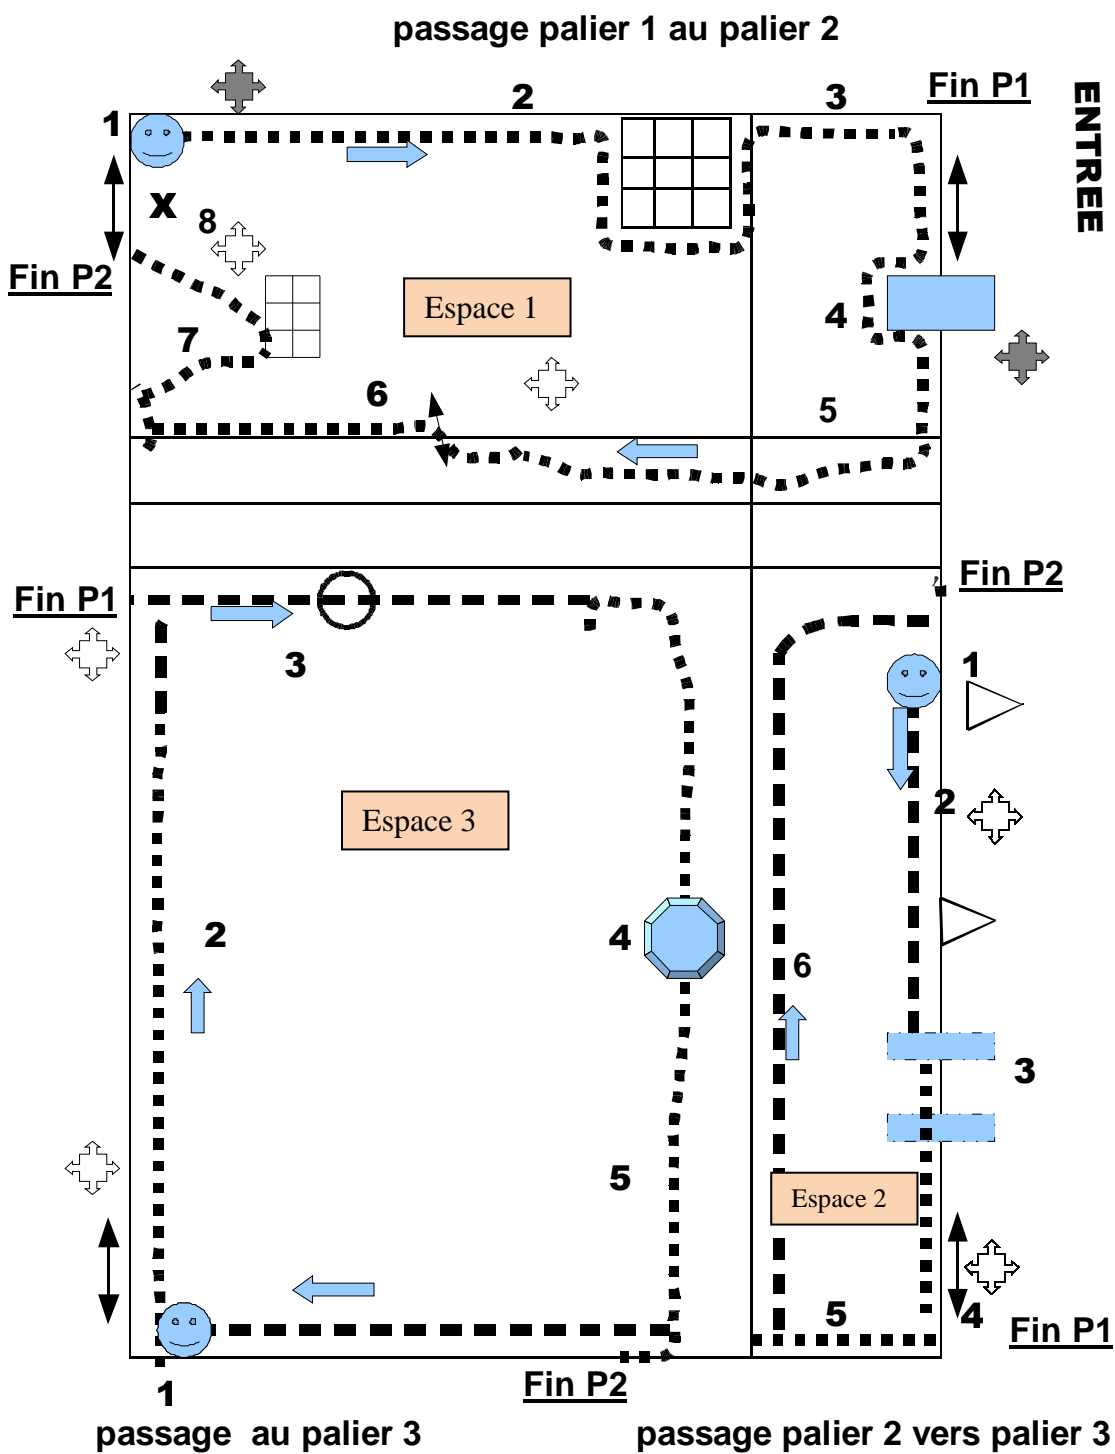 passage palier 1 au palier 2
Fin P1
ENTREE
1
2
3
X
8
Fin P2
Espace 1
4
7
6
5
Fin P1
Fin P2
3
1
2
Espace 3
2
4
6
3
5
Espace 2
5
4
Fin P1
1
Fin P2
passage au palier 3
passage palier 2 vers palier 3